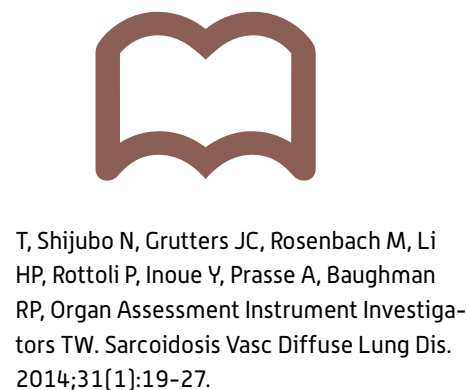 T, Shijubo N, Grutters JC, Rosenbach M, Li
HP, Rottoli P, Inoue Y, Prasse A, Baughman
RP, Organ Assessment Instrument Investiga-
tors TW. Sarcoidosis Vasc Diffuse Lung Dis.
2014;31(1):19-27.